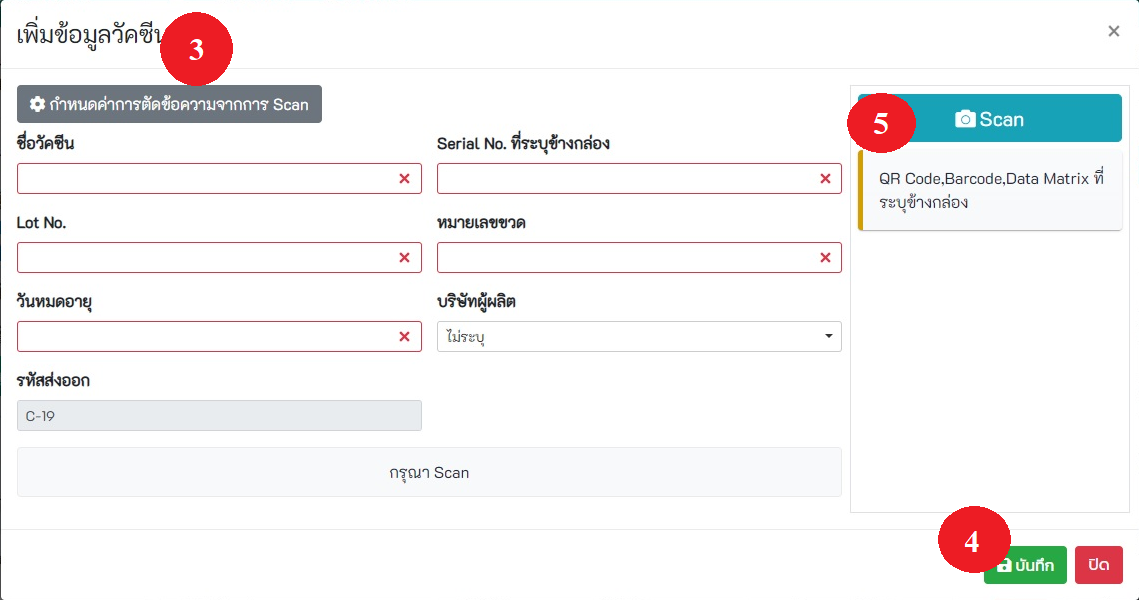 เพิ่มข้อมูลวัคซีน
3
×
กำหนดค่าการตัดข้อความจากการ Scan
5
Scan
ชื่อวัคซีน
Serial No. ที่ระบุข้างกล่อง
QR Code,Barcode,Data Matrix ที่
ระบุข้างกล่อง
Lot No.
หมายเลขขวด
วันหมดอายุ
บริษัทผู้ผลิต
ไม่ระบุ
รหัสส่งออก
C-19
กรุณา Scan
4
บันทึก
ปิด